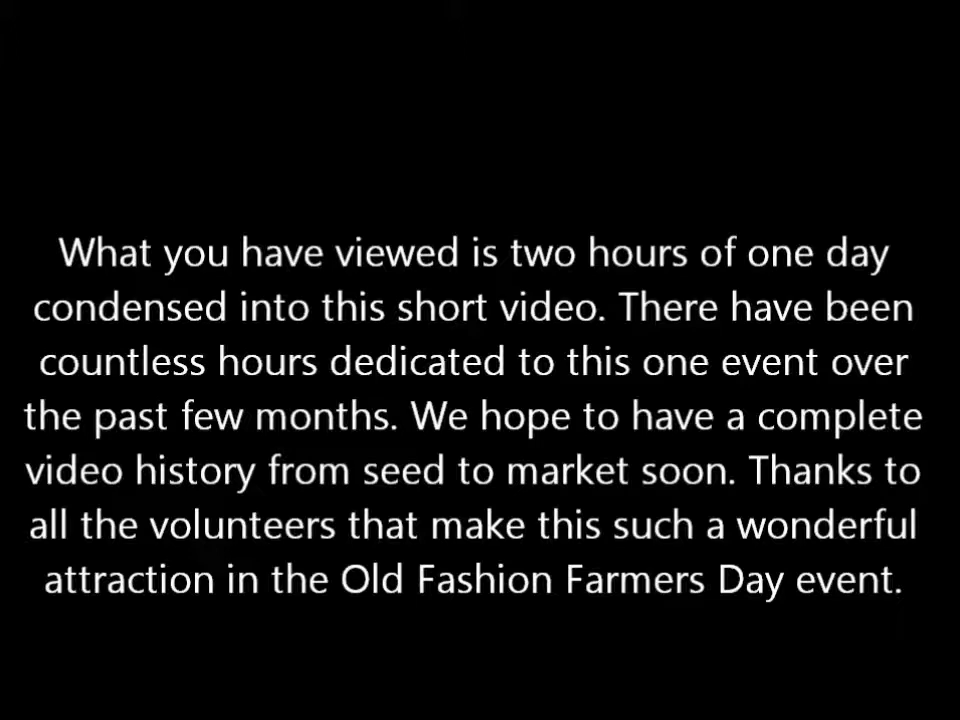 What you have viewed is two hours of one day
condensed into this short video. There have been
countless hours dedicated to this one event over
the past few months. We hope to have a complete
video history from seed to market soon. Thanks to
all the volunteers that make this such a wonderful
attraction in the Old Fashion Farmers Day event.